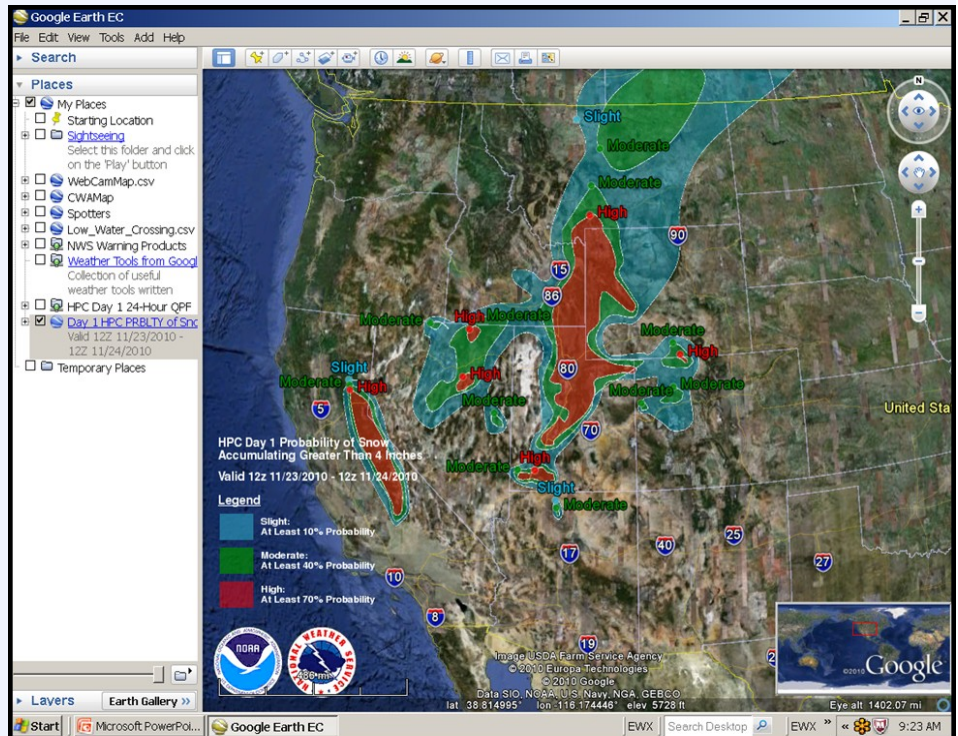 Google Earth EC
File Edit View Tools Add Help
Search
Places
My Places
Starting Location
Sightseeing
Select this folder and click
on the 'Play' button
WebCamMap.csv
CWAMap
Spotters
Low_Water_Crossing.csv
NWS Warning Products
Weather Tools from Googl
Collection of useful
weather tools written
HPC Day 1 24-Hour QPF
Day 1 HPC PRBLTY of Sno
Valid 12Z 11/23/2010 -
12Z 11/24/2010
Temporary Places
Layers
Earth Gallery >>
N
Slight
Moderate
Moderate
High
90
15
86
Moderate
High
Moderate
Moderate
High
Slight
Moderate
High
High
80
Moderate
Moderate
Moderate
5
70
United Sta
High
Moderate
Slight
Moderate
HPC Day 1 Probability of Snow
Accumulating Greater Than 4 Inches
Valid 12z 11/23/2010 - 12z 11/24/2010
Legend
Slight:
At Least 10% Probability
Moderate:
At Least 40% Probability
High:
At Least 70% Probability
17
40
25
27
10
8
19
2
NOAA
NATIONAL WEATHER SERVICE
436 mi
Image USDA Farm Service Agency
© 2010 Europa Technologies
© 2010 Google
Data SIO, NOAA, U.S. Navy, NGA, GEBCO
©2010 Google
lat 38.814995° lon -116.174446° elev 5728 ft
Eye alt 1402.07 mi
Start
Microsoft PowerPoi...
Google Earth EC
EWX
Search Desktop
EWX
9:23 AM